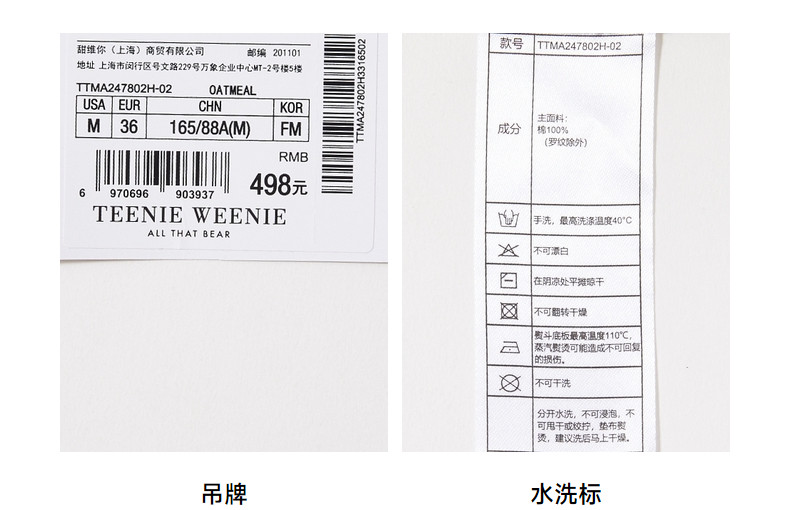 甜维你（上海）商贸有限公司 邮编 201101
地址 上海市闵行区号文路229号万象企业中心MT-2号楼5楼
TTMA247802H-02 OATMEAL
USA EUR CHN KOR
M 36 165/88A(M) FM
RMB
498元
6 970696 903937
TEENIE WEENIE
ALL THAT BEAR
TTMA247802H3316502
吊牌
款号 TTMA247802H-02
成分
主面料：
棉100%
（罗纹除外）
手洗，最高洗涤温度40°C
不可漂白
在阴凉处平摊晾干
不可翻转干燥
熨斗底板最高温度110℃，
蒸汽熨烫可能造成不可回复
的损伤。
不可干洗
分开水洗，不可浸泡，不
可甩干或绞拧，垫布熨
烫，建议洗后马上干燥。
水洗标